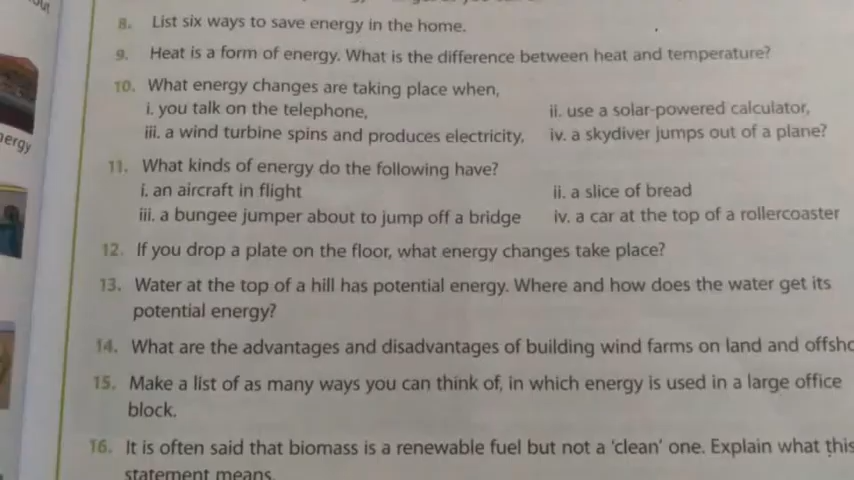 out
nergy
8. List six ways to save energy in the home.
9. Heat is a form of energy. What is the difference between heat and temperature?
10. What energy changes are taking place when,
i. you talk on the telephone, ii. use a solar-powered calculator,
iii. a wind turbine spins and produces electricity, iv. a skydiver jumps out of a plane?
11. What kinds of energy do the following have?
i. an aircraft in flight ii. a slice of bread
iii. a bungee jumper about to jump off a bridge iv. a car at the top of a rollercoaster
12. If you drop a plate on the floor, what energy changes take place?
13. Water at the top of a hill has potential energy. Where and how does the water get its
potential energy?
14. What are the advantages and disadvantages of building wind farms on land and offsho
15. Make a list of as many ways you can think of, in which energy is used in a large office
block.
16. It is often said that biomass is a renewable fuel but not a 'clean' one. Explain what this
statement means.